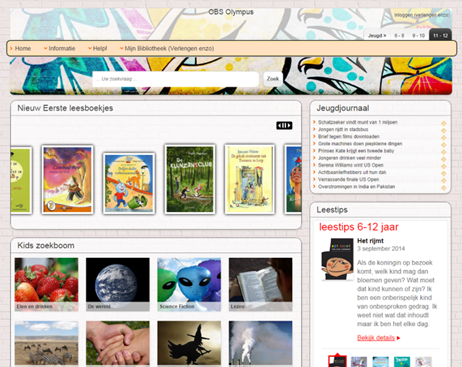 OBS Olympus
Inloggen (verlengen enzo)
Jeugd > 6 - 8 9 - 10 11 - 12
Home Informatie Help! Mijn Bibliotheek (Verlengen enzo)
Uw zoekvraag ... Zoek
Nieuw Eerste leesboekjes
DE KLUNZENCLUB
Jeugdjournaal
Schatzoeker vindt munt van 1 miljoen
Jongen rijdt in stadsbus
Brief tegen films downloaden
Grote machines doen piepkleine dingen
Prinses Kate krijgt een tweede baby
Jongeren drinken veel minder
Serena Williams wint US Open
Achtbaanliefhebbers uit hun dak
Verrassende finale US Open
Overstromingen in India en Pakistan
Kids zoekboom
Eten en drinken
De wereld
Science Fiction
Lezen
Leestips
leestips 6-12 jaar
Het rijmt
3 september 2014
Als de koningin op bezoek
komt, welk kind mag dan
bloemen geven? Wat moet
dat kind kunnen of zijn? Ik
ben een onberispelijk kind
van onbesproken gedrag. Ik
weet niet wat dat inhoudt
maar ik ben het elke dag.
Bekijk details